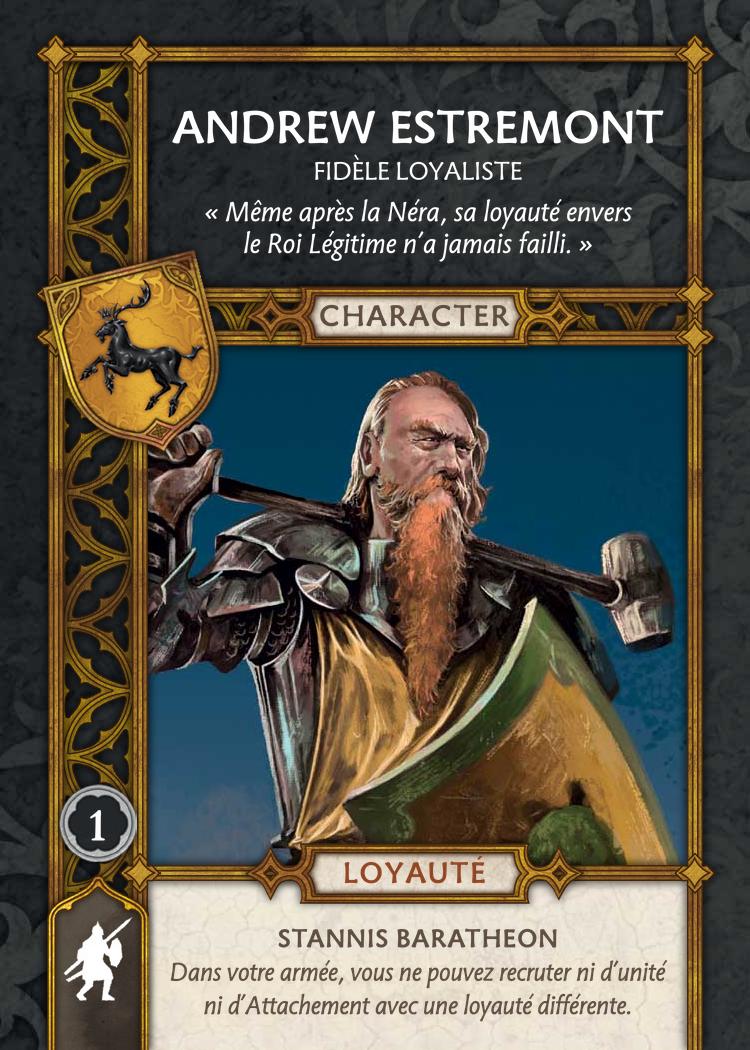 ANDREW ESTREMONT
FIDÈLE LOYALISTE
« Même après la Néra, sa loyauté envers
le Roi Légitime n’a jamais failli. »
CHARACTER
1
LOYAUTÉ
STANNIS BARATHEON
Dans votre armée, vous ne pouvez recruter ni d’unité
ni d’Attachement avec une loyauté différente.